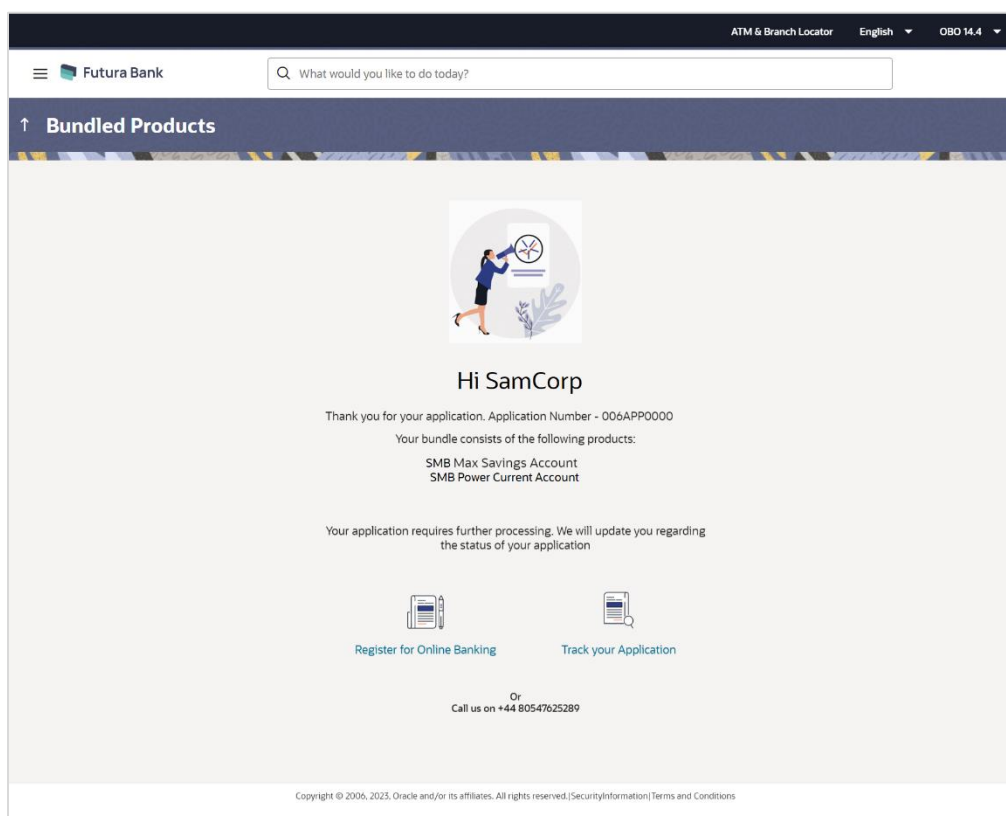 ATM & Branch Locator English OBO 14.4
Futura Bank What would you like to do today?
↑ Bundled Products
Hi SamCorp
Thank you for your application. Application Number - 006APP0000
Your bundle consists of the following products:
SMB Max Savings Account
SMB Power Current Account
Your application requires further processing. We will update you regarding
the status of your application
Register for Online Banking Track your Application
Or
Call us on +44 80547625289
Copyright © 2006, 2023, Oracle and/or its affiliates. All rights reserved.|SecurityInformation|Terms and Conditions